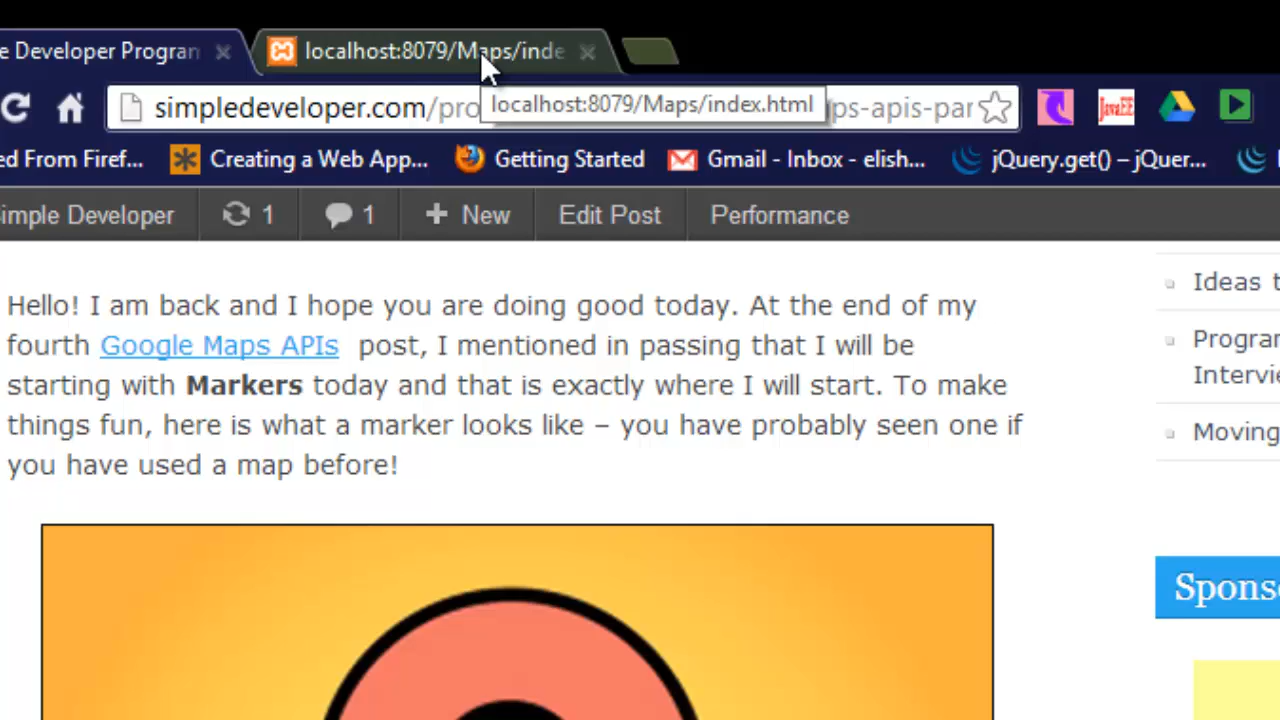 e Developer Program
localhost:8079/Maps/inde
simpledeveloper.com/pro
localhost:8079/Maps/index.html
ps-apis-par
JavaEE
ed From Firef...
Creating a Web App...
Getting Started
Gmail - Inbox - elish...
jQuery.get() – jQuer...
Simple Developer
1
1
+ New
Edit Post
Performance
Hello! I am back and I hope you are doing good today. At the end of my
fourth Google Maps APIs post, I mentioned in passing that I will be
starting with Markers today and that is exactly where I will start. To make
things fun, here is what a marker looks like – you have probably seen one if
you have used a map before!
Ideas t
Program
Intervie
Moving
Sponso